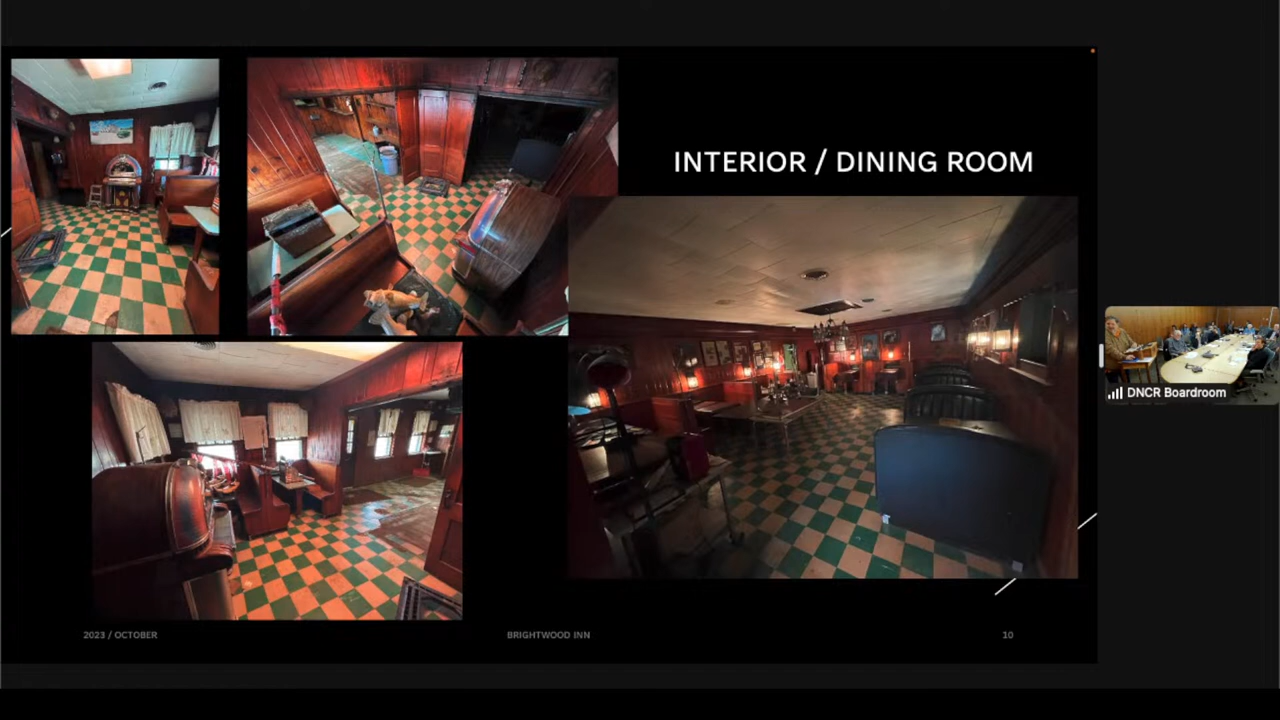 INTERIOR / DINING ROOM
DNCR Boardroom
2023 / OCTOBER
BRIGHTWOOD INN
10